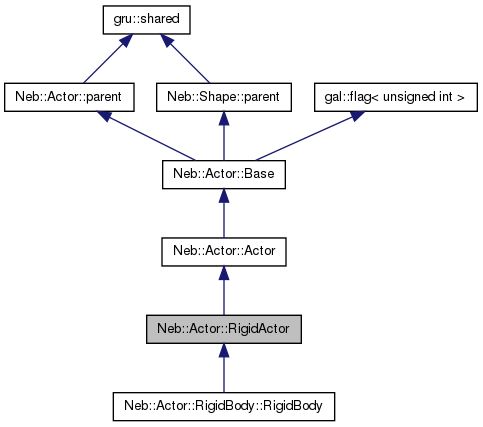 gru::shared
Neb::Actor::parent
Neb::Shape::parent
gal::flag< unsigned int >
Neb::Actor::Base
Neb::Actor::Actor
Neb::Actor::RigidActor
Neb::Actor::RigidBody::RigidBody